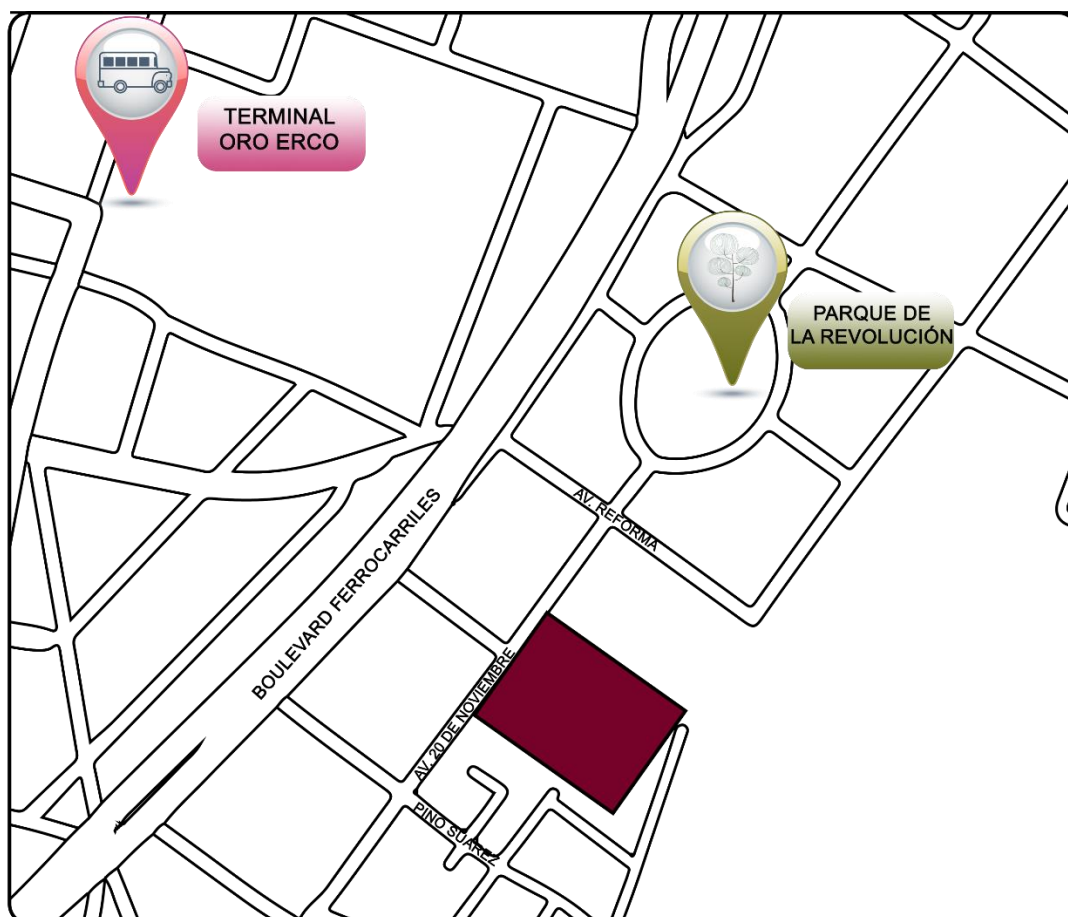 TERMINAL
ORO ERCO
PARQUE DE
LA REVOLUCIÓN
AV. REFORMA
BOULEVARD FERROCARRILES
AV. 20 DE NOVIEMBRE
PINO SUAREZ